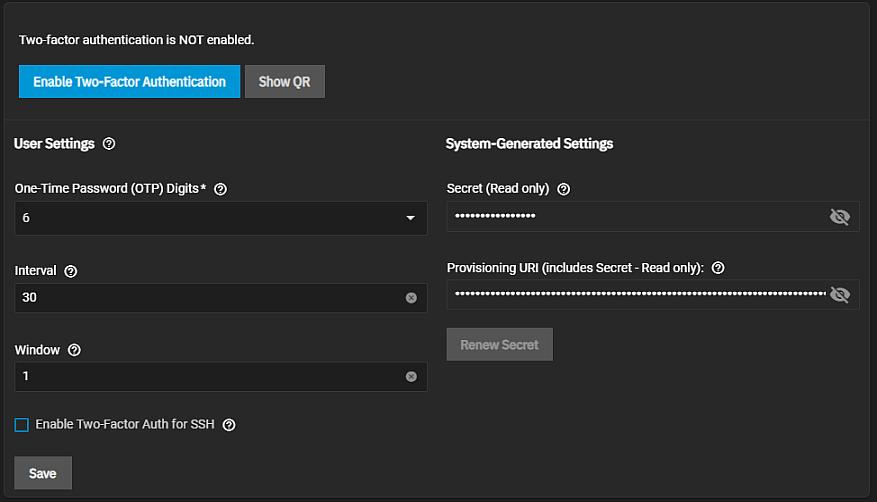 Two-factor authentication is NOT enabled.
Enable Two-Factor Authentication
Show QR
User Settings
System-Generated Settings
One-Time Password (OTP) Digits*
6
Secret (Read only)
••••••••••••••••
Interval
30
Provisioning URI (includes Secret - Read only):
Window
1
Renew Secret
Enable Two-Factor Auth for SSH
Save